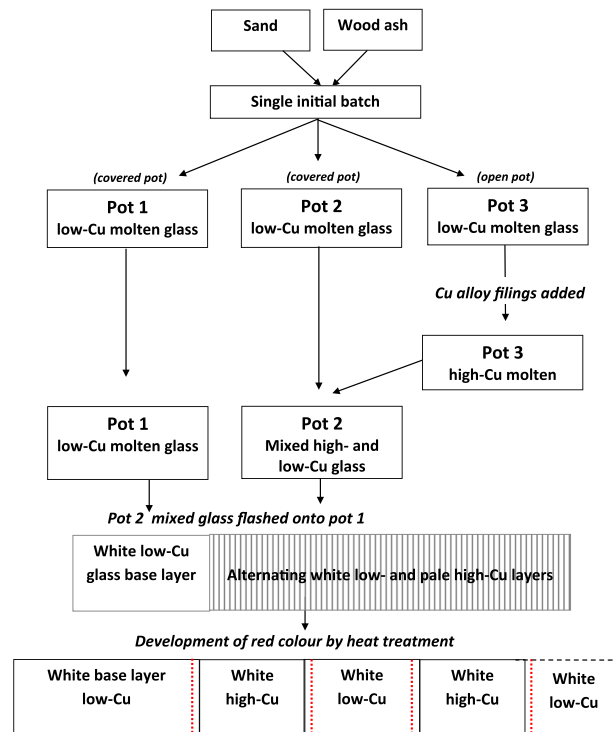 Sand
Wood ash
Single initial batch
(covered pot)
(covered pot)
(open pot)
Pot 1
low-Cu molten glass
Pot 2
low-Cu molten glass
Pot 3
low-Cu molten glass
Cu alloy filings added
Pot 3
high-Cu molten
Pot 1
low-Cu molten glass
Pot 2
Mixed high- and
low-Cu glass
Pot 2 mixed glass flashed onto pot 1
White low-Cu
glass base layer
Alternating white low- and pale high-Cu layers
Development of red colour by heat treatment
White base layer
low-Cu
White
high-Cu
White
low-Cu
White
high-Cu
White
low-Cu